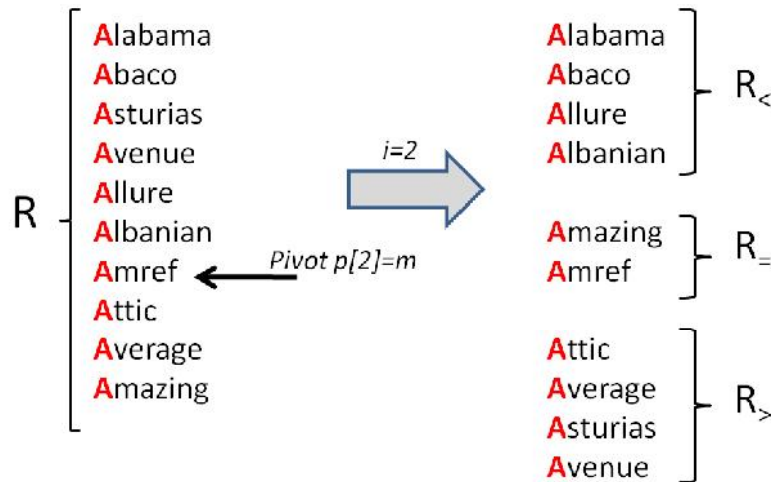 R
Alabama
Abaco
Asturias
Avenue
Allure
Albanian
Amref
Attic
Average
Amazing
Pivot p[2]=m
i=2
Alabama
Abaco
Allure
Albanian
R<
Amazing
Amref
R=
Attic
Average
Asturias
Avenue
R>